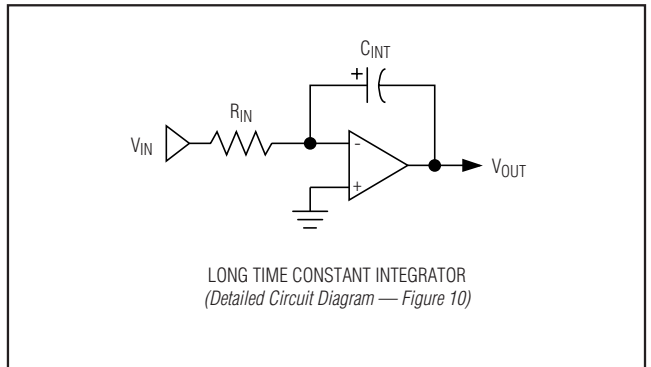 CINT
+
RIN
VIN
-
VOUT
+
LONG TIME CONSTANT INTEGRATOR
(Detailed Circuit Diagram — Figure 10)